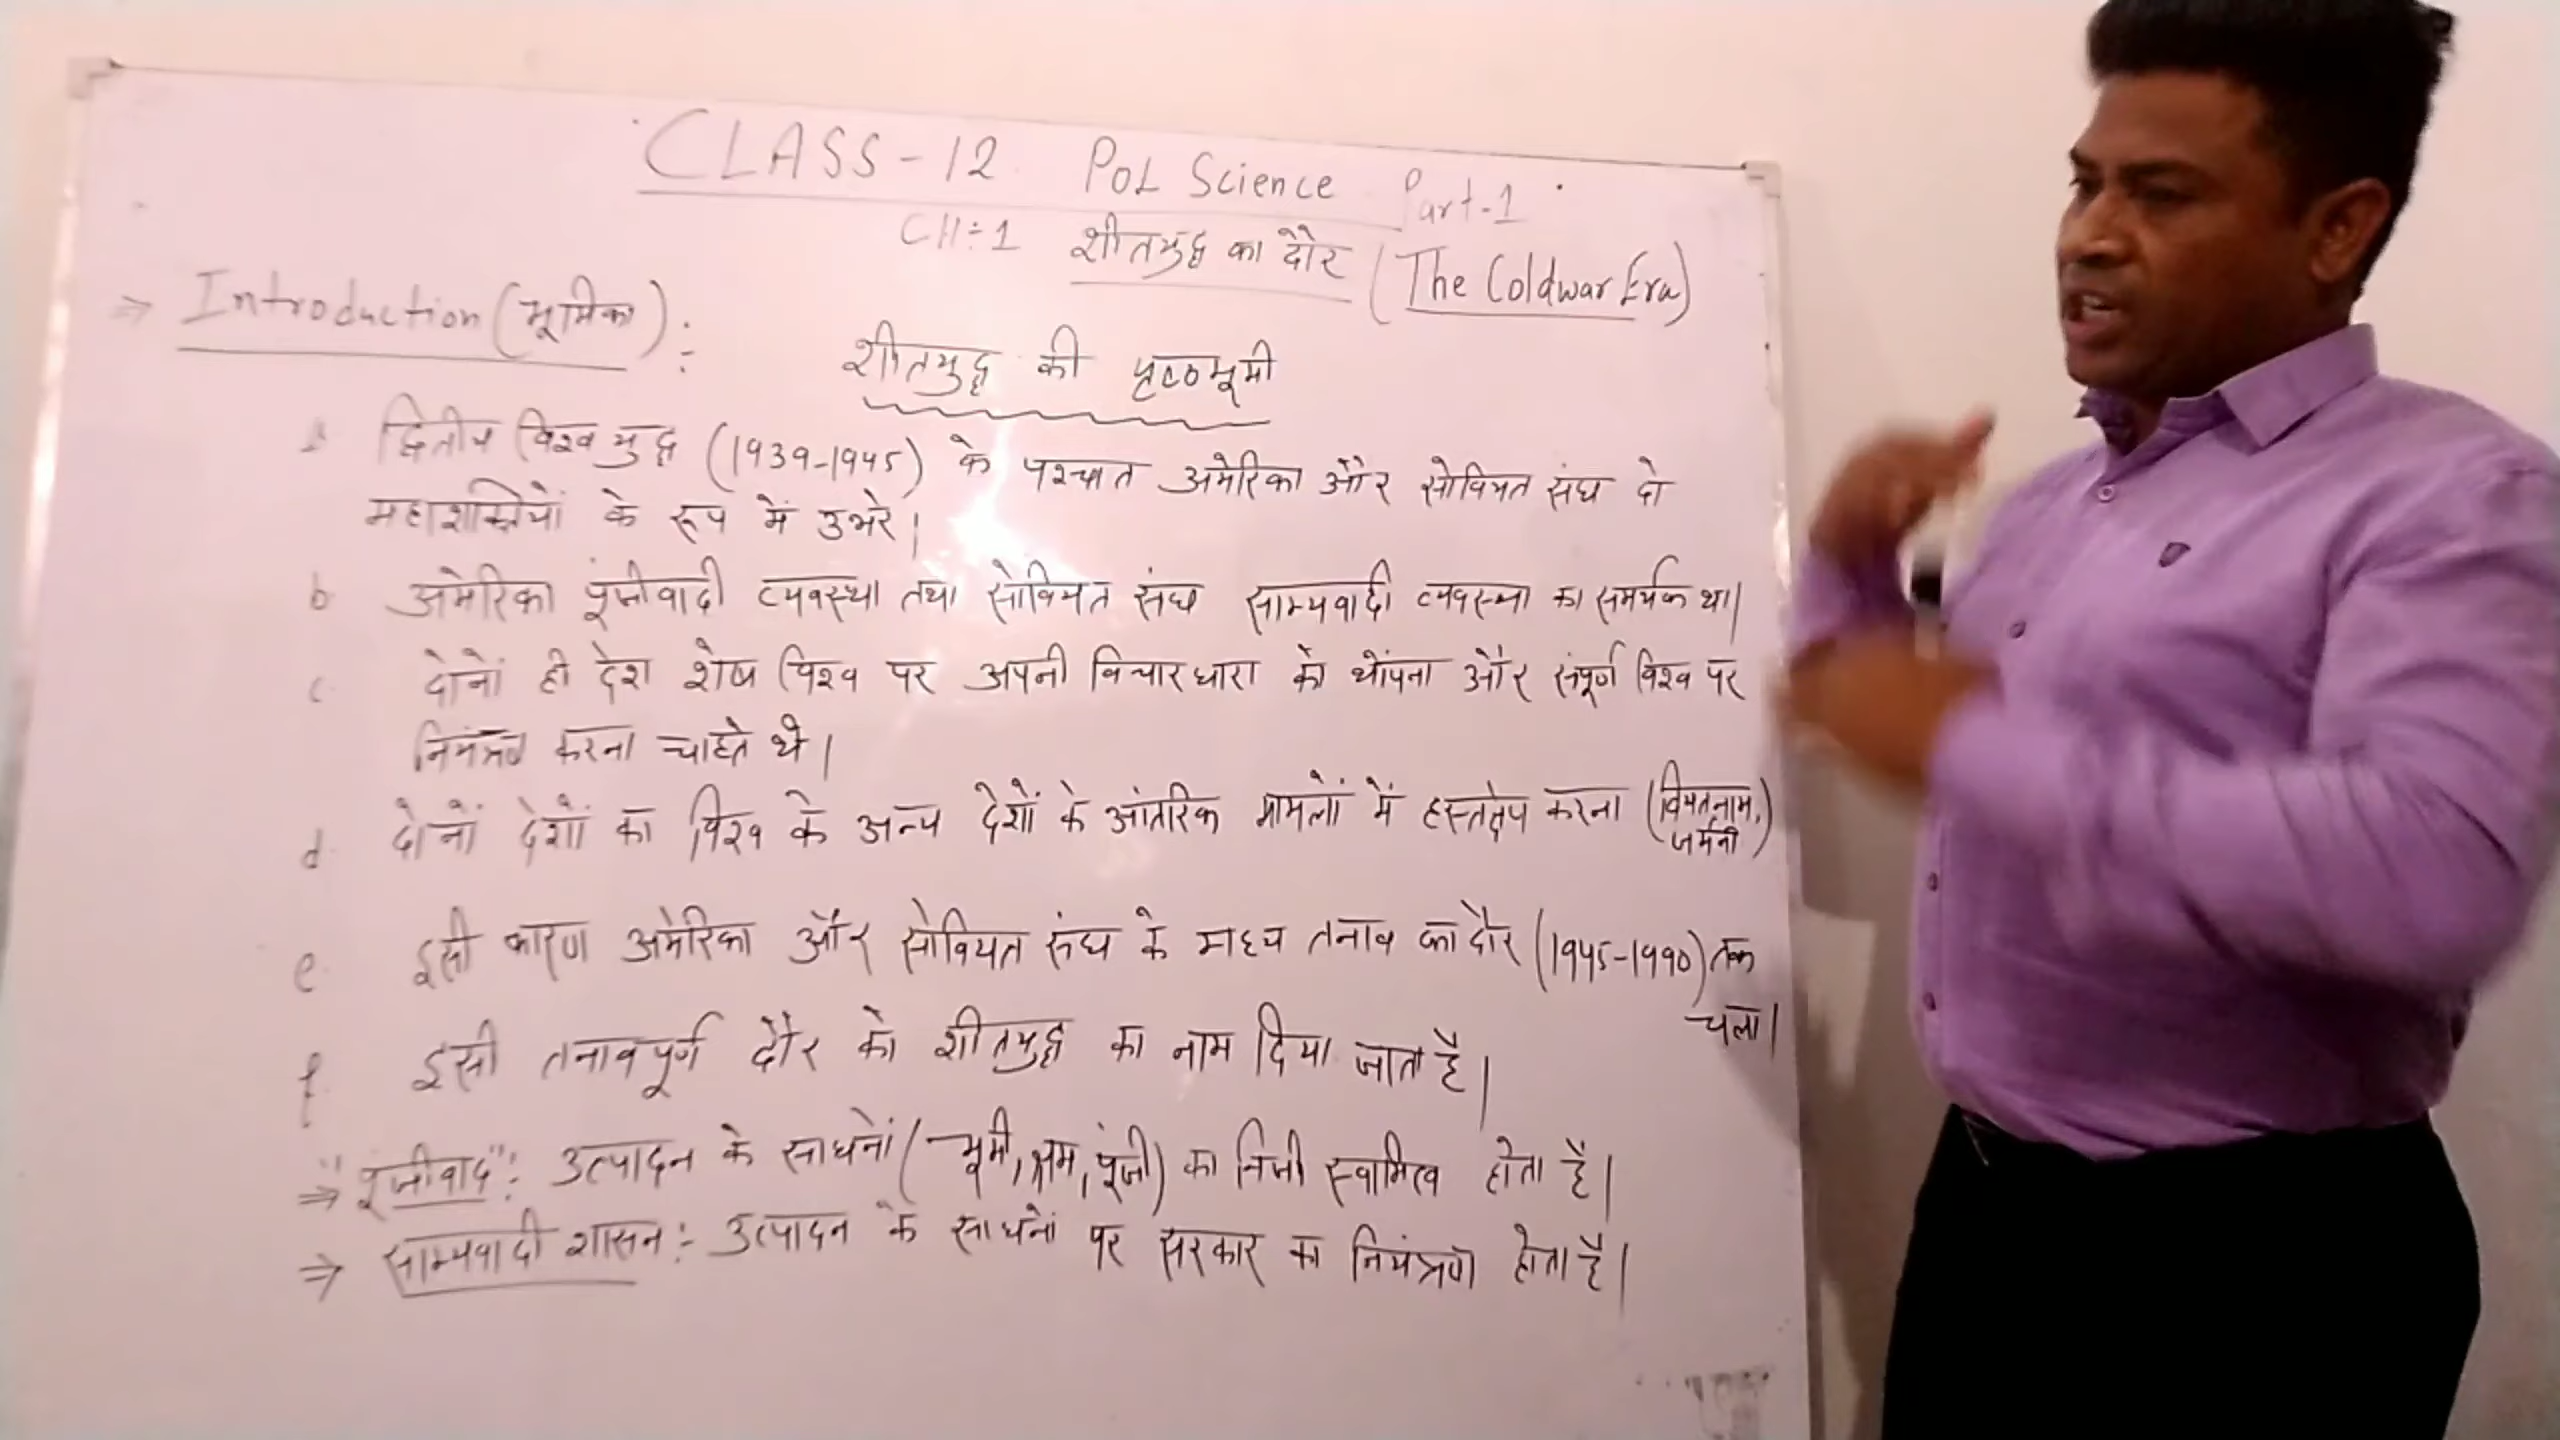 CLASS-12 Pol Science Part-1
CH:-1 शीतयुद्ध का दौर (The Coldwar Era)
⇒ Introduction (भूमिका) :-
शीतयुद्ध की पृष्ठभूमी
a द्वितीय विश्व युद्ध (1939-1945) के पश्चात अमेरिका और सोवियत संघ दो
महाशक्तियों के रूप में उभरे।
b अमेरिका पूंजीवादी व्यवस्था तथा सोवियत संघ साम्यवादी व्यवस्था का समर्थक था।
c दोनों ही देश शेष विश्व पर अपनी विचारधारा को थोंपना और संपूर्ण विश्व पर
नियंत्रण करना चाहते थे।
d. दोनों देशों का विश्व के अन्य देशों के आंतरिक मामलों में हस्तक्षेप करना (वियतनाम,
जर्मनी)
e. इसी कारण अमेरिका और सोवियत संघ के मध्य तनाव का दौर (1945-1990) तक
चला।
f. इसी तनावपूर्ण दौर को शीतयुद्ध का नाम दिया जाता है।
⇒ "पूंजीवाद":- उत्पादन के साधनों (भूमी, श्रम, पूंजी) का निजी स्वामित्व होता है।
⇒ साम्यवादी शासन:- उत्पादन के साधनों पर सरकार का नियंत्रण होता है।